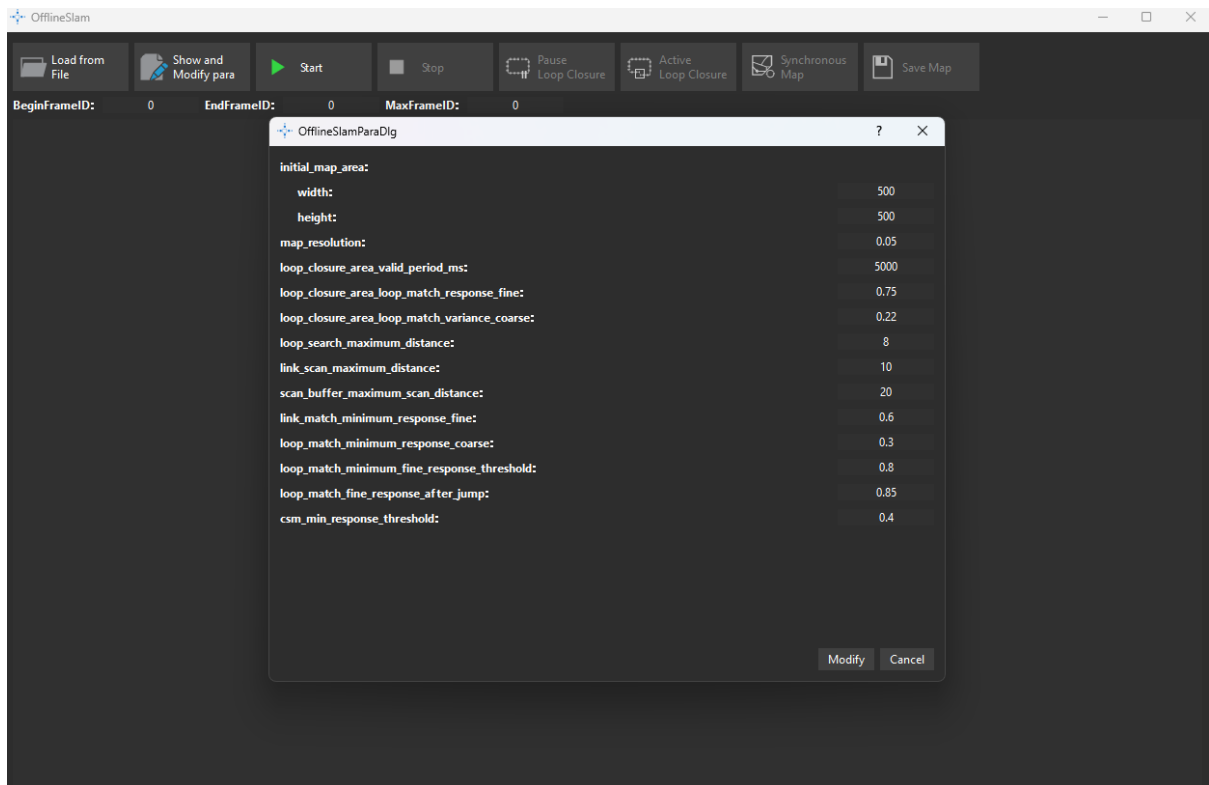 OfflineSlam
Load from File
Show and Modify para
Start
Stop
Pause Loop Closure
Active Loop Closure
Synchronous Map
Save Map
BeginFrameID: 0 EndFrameID: 0 MaxFrameID: 0
OfflineSlamParaDlg ?
initial_map_area:
width: 500
height: 500
map_resolution: 0.05
loop_closure_area_valid_period_ms: 5000
loop_closure_area_loop_match_response_fine: 0.75
loop_closure_area_loop_match_variance_coarse: 0.22
loop_search_maximum_distance: 8
link_scan_maximum_distance: 10
scan_buffer_maximum_scan_distance: 20
link_match_minimum_response_fine: 0.6
loop_match_minimum_response_coarse: 0.3
loop_match_minimum_fine_response_threshold: 0.8
loop_match_fine_response_after_jump: 0.85
csm_min_response_threshold: 0.4
Modify Cancel